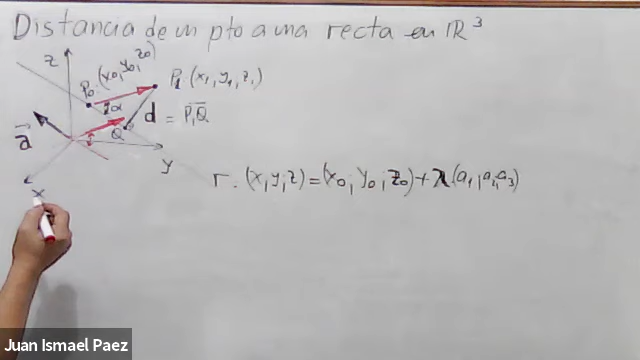 Distancia de un pto a una recta en ℝ³
z
P₀:(x₀,y₀,z₀)
P₁:(x₁,y₁,z₁)
α
d = P₁Q
Q
a⃗
y
x
r: (x,y,z) = (x₀; y₀; z₀) + λ(a₁,a₂,a₃)
Juan Ismael Paez